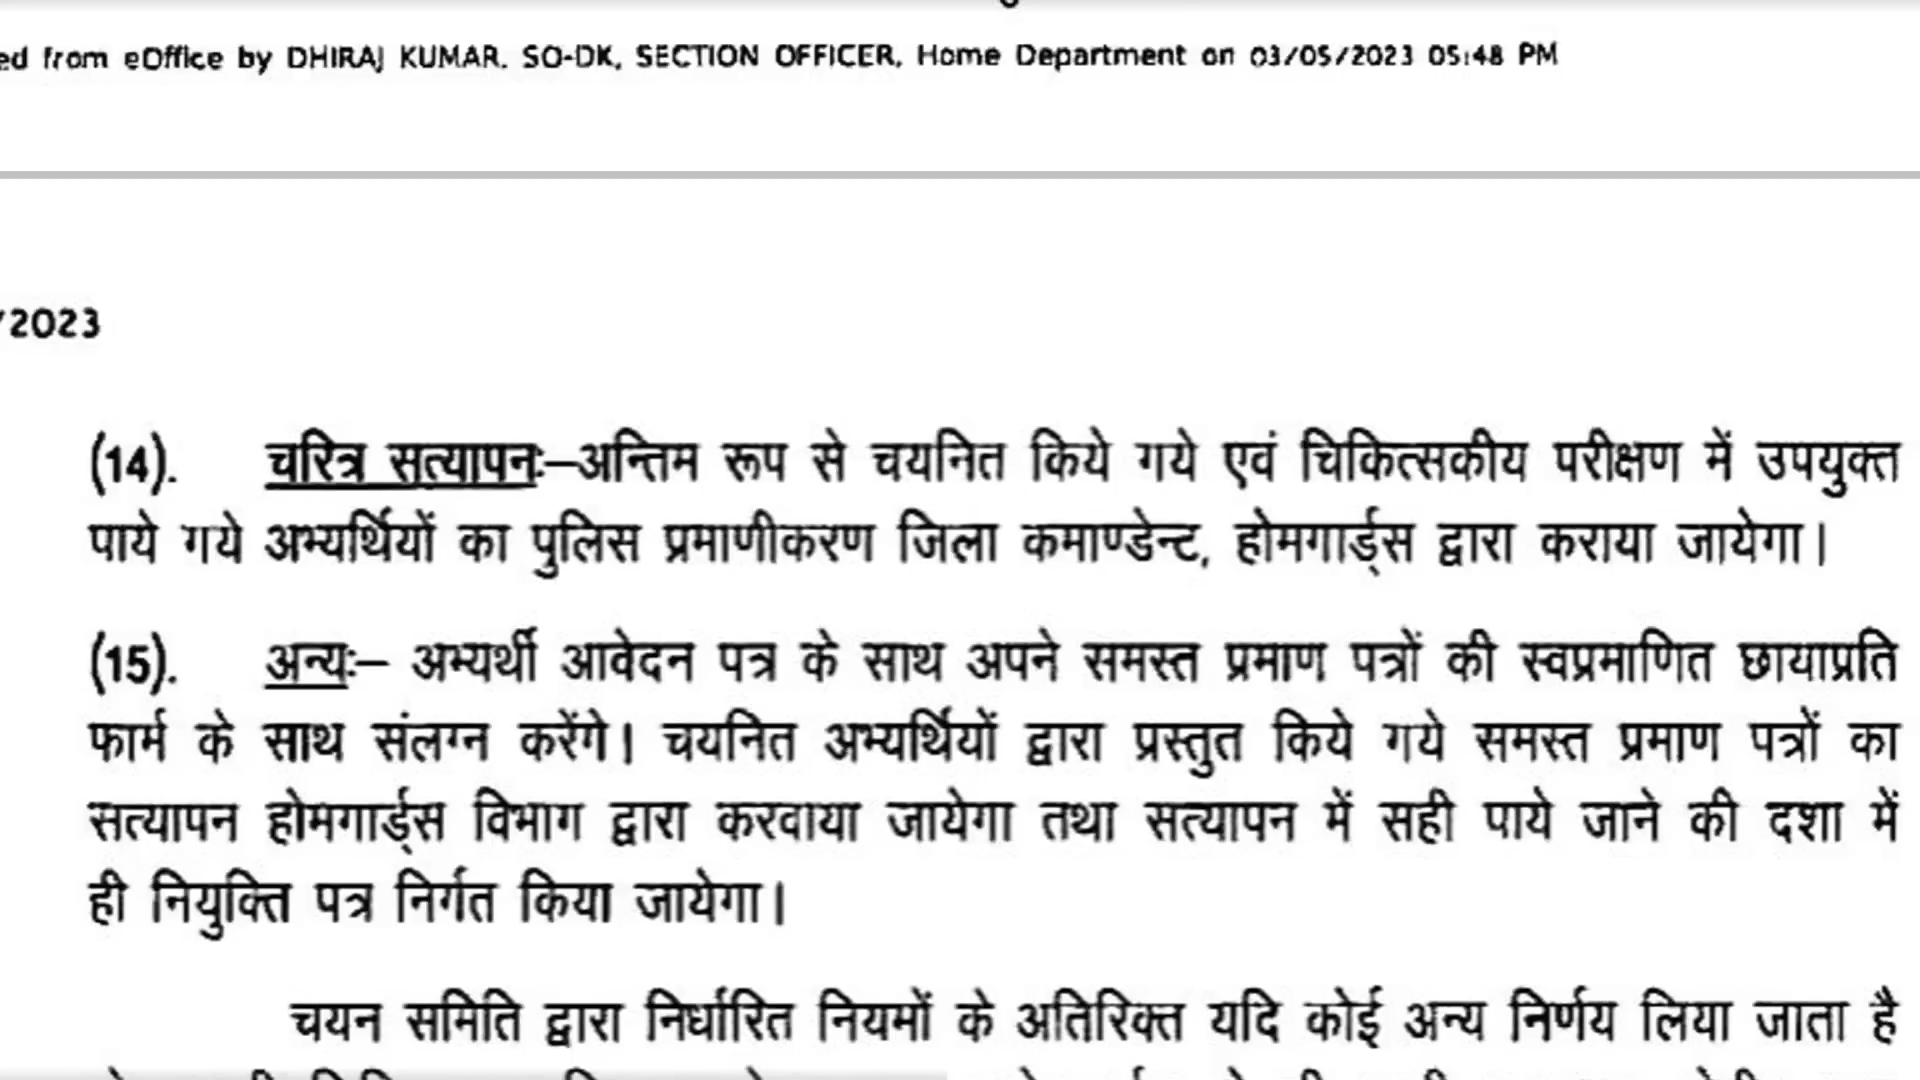 ed from eOffice by DHIRAJ KUMAR. SO-DK, SECTION OFFICER, Home Department on 03/05/2023 05:48 PM
/2023
(14). चरित्र सत्यापनः–अन्तिम रूप से चयनित किये गये एवं चिकित्सकीय परीक्षण में उपयुक्त
पाये गये अभ्यर्थियों का पुलिस प्रमाणीकरण जिला कमाण्डेन्ट, होमगार्ड्स द्वारा कराया जायेगा।
(15). अन्यः– अभ्यर्थी आवेदन पत्र के साथ अपने समस्त प्रमाण पत्रों की स्वप्रमाणित छायाप्रति
फार्म के साथ संलग्न करेंगे। चयनित अभ्यर्थियों द्वारा प्रस्तुत किये गये समस्त प्रमाण पत्रों का
सत्यापन होमगार्ड्स विभाग द्वारा करवाया जायेगा तथा सत्यापन में सही पाये जाने की दशा में
ही नियुक्ति पत्र निर्गत किया जायेगा।
चयन समिति द्वारा निर्धारित नियमों के अतिरिक्त यदि कोई अन्य निर्णय लिया जाता है